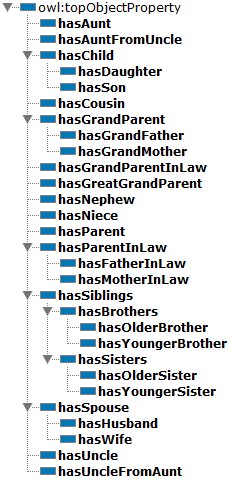 owl:topObjectProperty
hasAunt
hasAuntFromUncle
hasChild
hasDaughter
hasSon
hasCousin
hasGrandParent
hasGrandFather
hasGrandMother
hasGrandParentInLaw
hasGreatGrandParent
hasNephew
hasNiece
hasParent
hasParentInLaw
hasFatherInLaw
hasMotherInLaw
hasSiblings
hasBrothers
hasOlderBrother
hasYoungerBrother
hasSisters
hasOlderSister
hasYoungerSister
hasSpouse
hasHusband
hasWife
hasUncle
hasUncleFromAunt